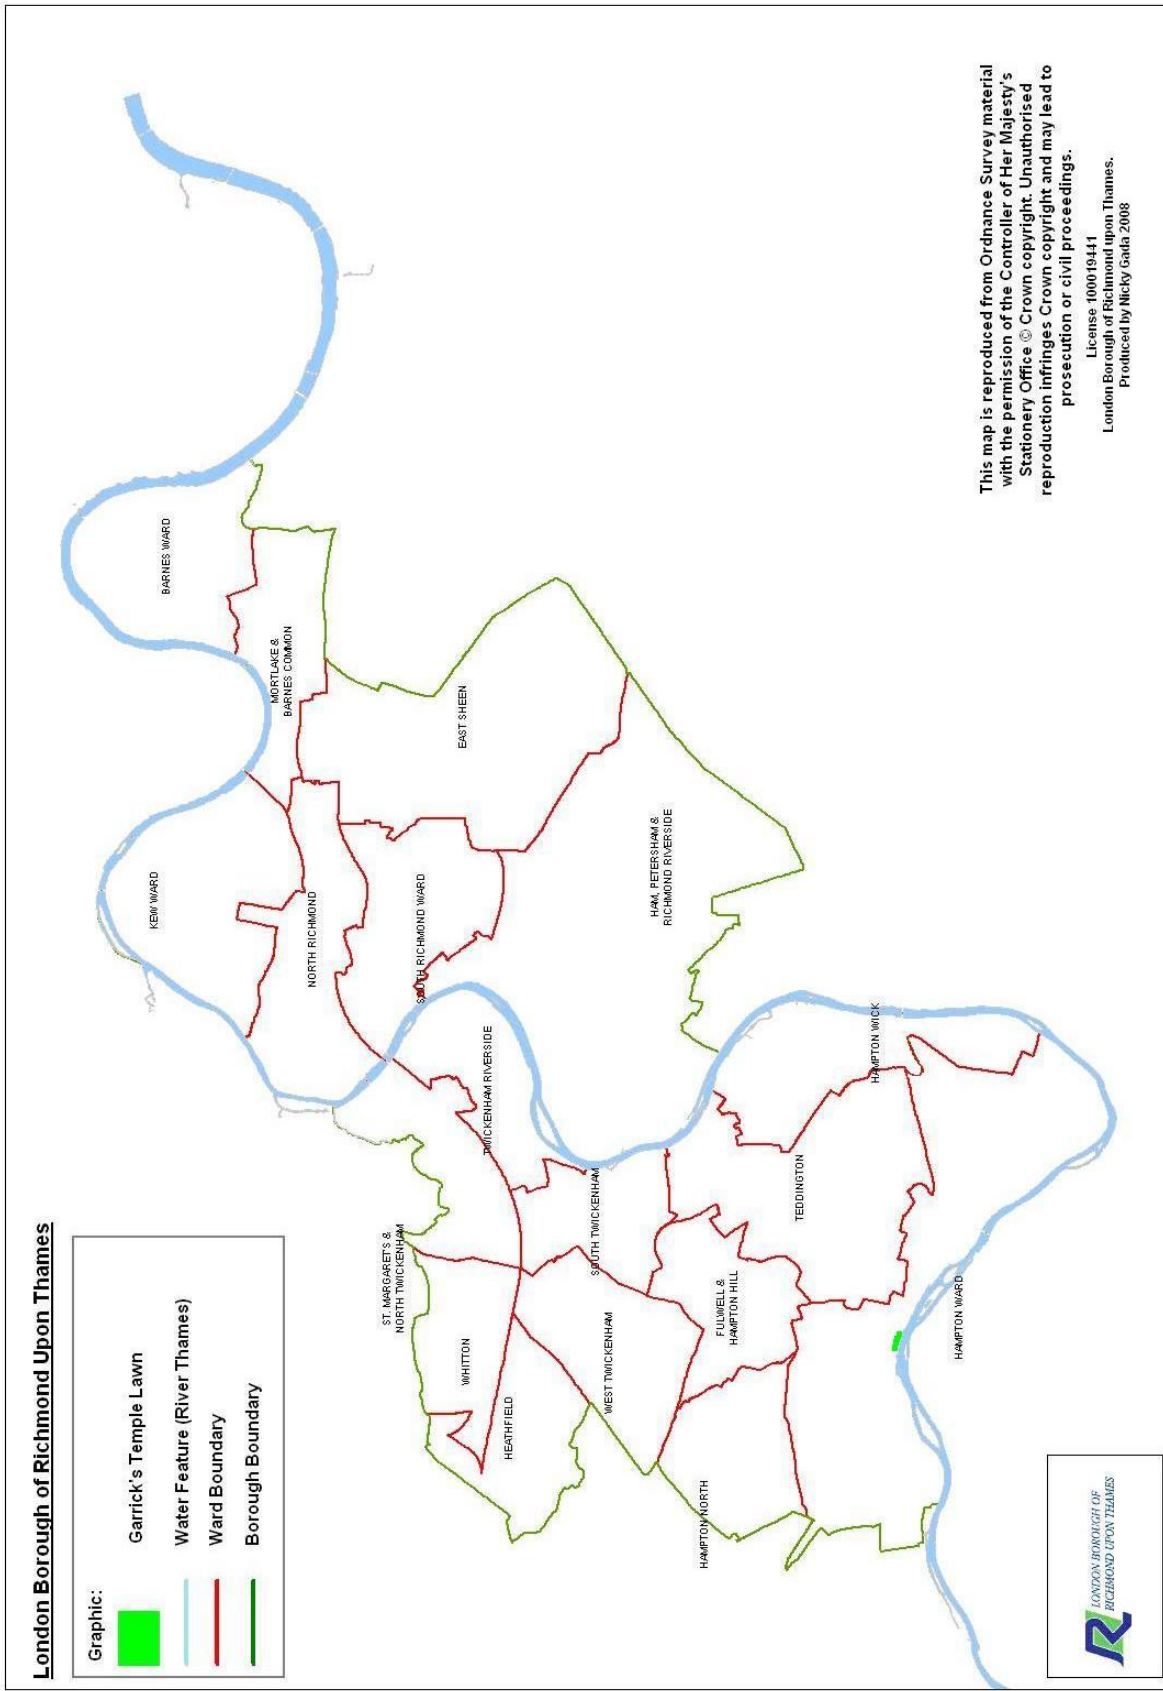 London Borough of Richmond Upon Thames
Graphic:
Garrick's Temple Lawn
Water Feature (River Thames)
Ward Boundary
Borough Boundary
BARNES WARD
KEW WARD
MORTLAKE &
BARNES COMMON
NORTH RICHMOND
EAST SHEEN
SOUTH RICHMOND WARD
ST. MARGARETS &
NORTH TWICKENHAM
TWICKENHAM RIVERSIDE
WHITTON
HEATHFIELD
SOUTH TWICKENHAM
WEST TWICKENHAM
HAM, PETERSHAM &
RICHMOND RIVERSIDE
FULWELL &
HAMPTON HILL
HAMPTON NORTH
TEDDINGTON
HAMPTON WICK
HAMPTON WARD
This map is reproduced from Ordnance Survey material
with the permission of the Controller of Her Majesty's
Stationery Office © Crown copyright. Unauthorised
reproduction infringes Crown copyright and may lead to
prosecution or civil proceedings.
License 100019441
London Borough of Richmond upon Thames.
Produced by Nicky Gada 2008
LONDON BOROUGH OF
RICHMOND UPON THAMES